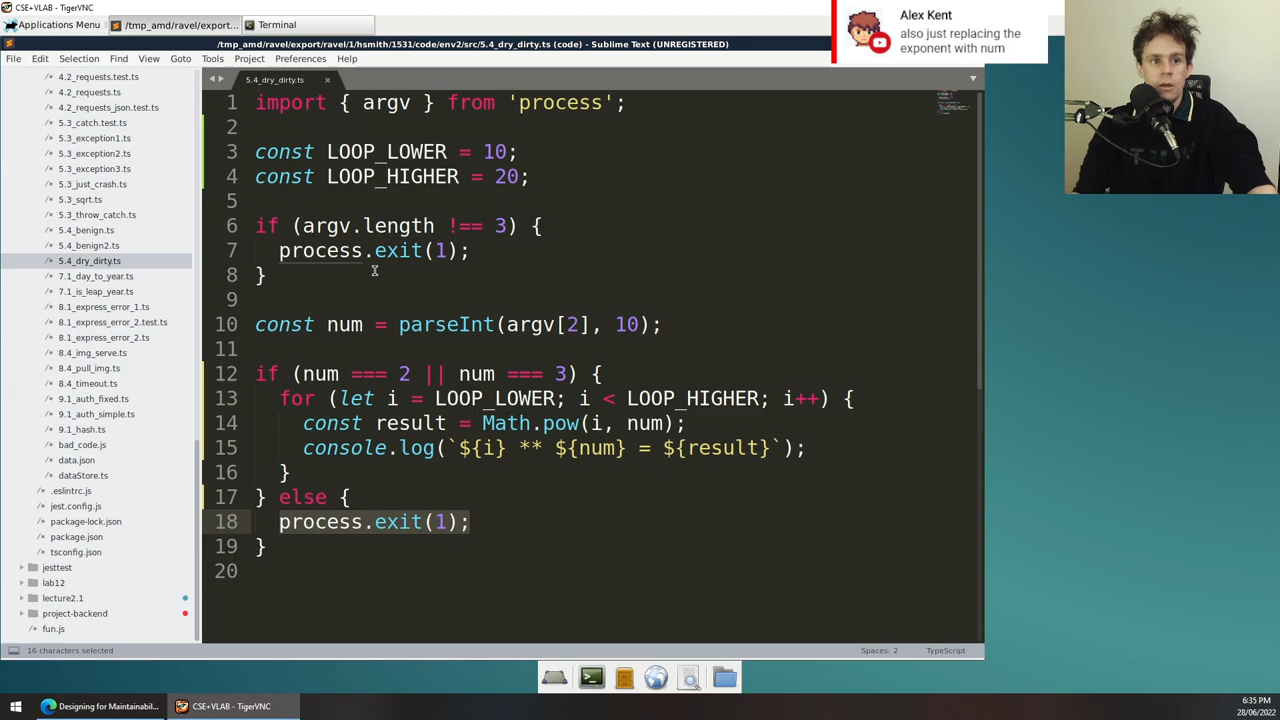 CSE+VLAB - TigerVNC
Applications Menu
/tmp_amd/ravel/export...
Terminal
/tmp_amd/ravel/export/ravel/1/hsmith/1531/code/env2/src/5.4_dry_dirty.ts (code) - Sublime Text (UNREGISTERED)
File Edit Selection Find View Goto Tools Project Preferences Help
Alex Kent
also just replacing the
exponent with num
4.2_requests.test.ts
4.2_requests.ts
4.2_requests_json.test.ts
5.3_catch.test.ts
5.3_exception1.ts
5.3_exception2.ts
5.3_exception3.ts
5.3_just_crash.ts
5.3_sqrt.ts
5.3_throw_catch.ts
5.4_benign.ts
5.4_benign2.ts
5.4_dry_dirty.ts
7.1_day_to_year.ts
7.1_is_leap_year.ts
8.1_express_error_1.ts
8.1_express_error_2.test.ts
8.1_express_error_2.ts
8.4_img_serve.ts
8.4_pull_img.ts
8.4_timeout.ts
9.1_auth_fixed.ts
9.1_auth_simple.ts
9.1_hash.ts
bad_code.js
data.json
dataStore.ts
.eslintrc.js
jest.config.js
package-lock.json
package.json
tsconfig.json
jesttest
lab12
lecture2.1
project-backend
fun.js
5.4_dry_dirty.ts
1 import { argv } from 'process';
2
3 const LOOP_LOWER = 10;
4 const LOOP_HIGHER = 20;
5
6 if (argv.length !== 3) {
7 process.exit(1);
8 }
9
10 const num = parseInt(argv[2], 10);
11
12 if (num === 2 || num === 3) {
13 for (let i = LOOP_LOWER; i < LOOP_HIGHER; i++) {
14 const result = Math.pow(i, num);
15 console.log(`${i} ** ${num} = ${result}`);
16 }
17 } else {
18 process.exit(1);
19 }
20
16 characters selected
Spaces: 2
TypeScript
Designing for Maintainabil...
CSE+VLAB - TigerVNC
6:35 PM
28/06/2022